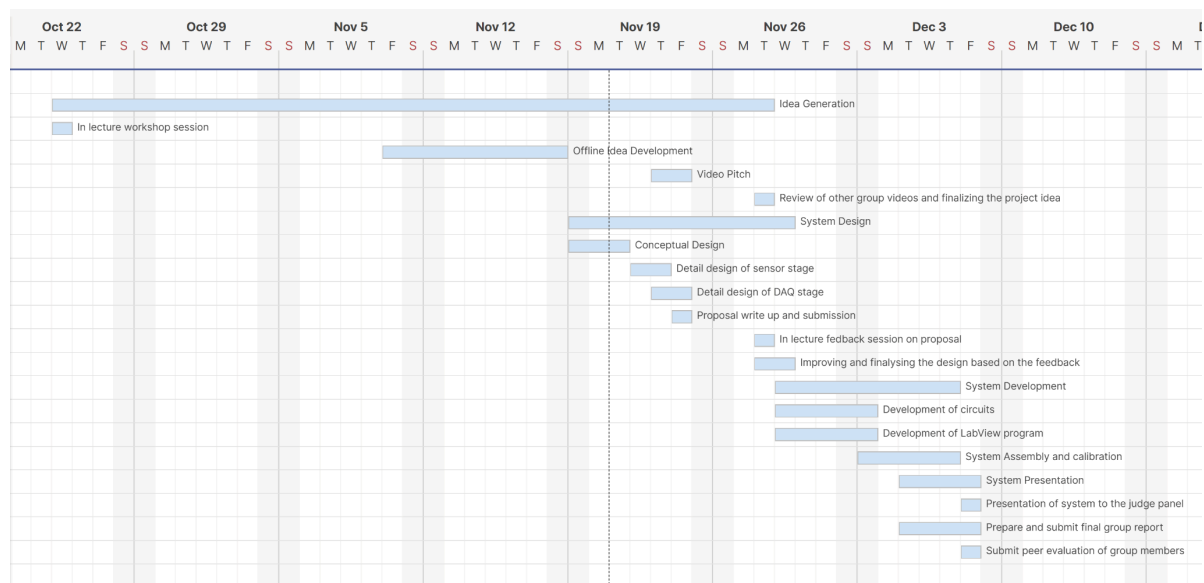 Oct 22 Oct 29 Nov 5 Nov 12 Nov 19 Nov 26 Dec 3 Dec 10 D
M T W T F S S M T W T F S S M T W T F S S M T W T F S S M T W T F S S M T W T F S S M T W T F S S M T W T F S S M T
Idea Generation
In lecture workshop session
Offline Idea Development
Video Pitch
Review of other group videos and finalizing the project idea
System Design
Conceptual Design
Detail design of sensor stage
Detail design of DAQ stage
Proposal write up and submission
In lecture fedback session on proposal
Improving and finalysing the design based on the feedback
System Development
Development of circuits
Development of LabView program
System Assembly and calibration
System Presentation
Presentation of system to the judge panel
Prepare and submit final group report
Submit peer evaluation of group members